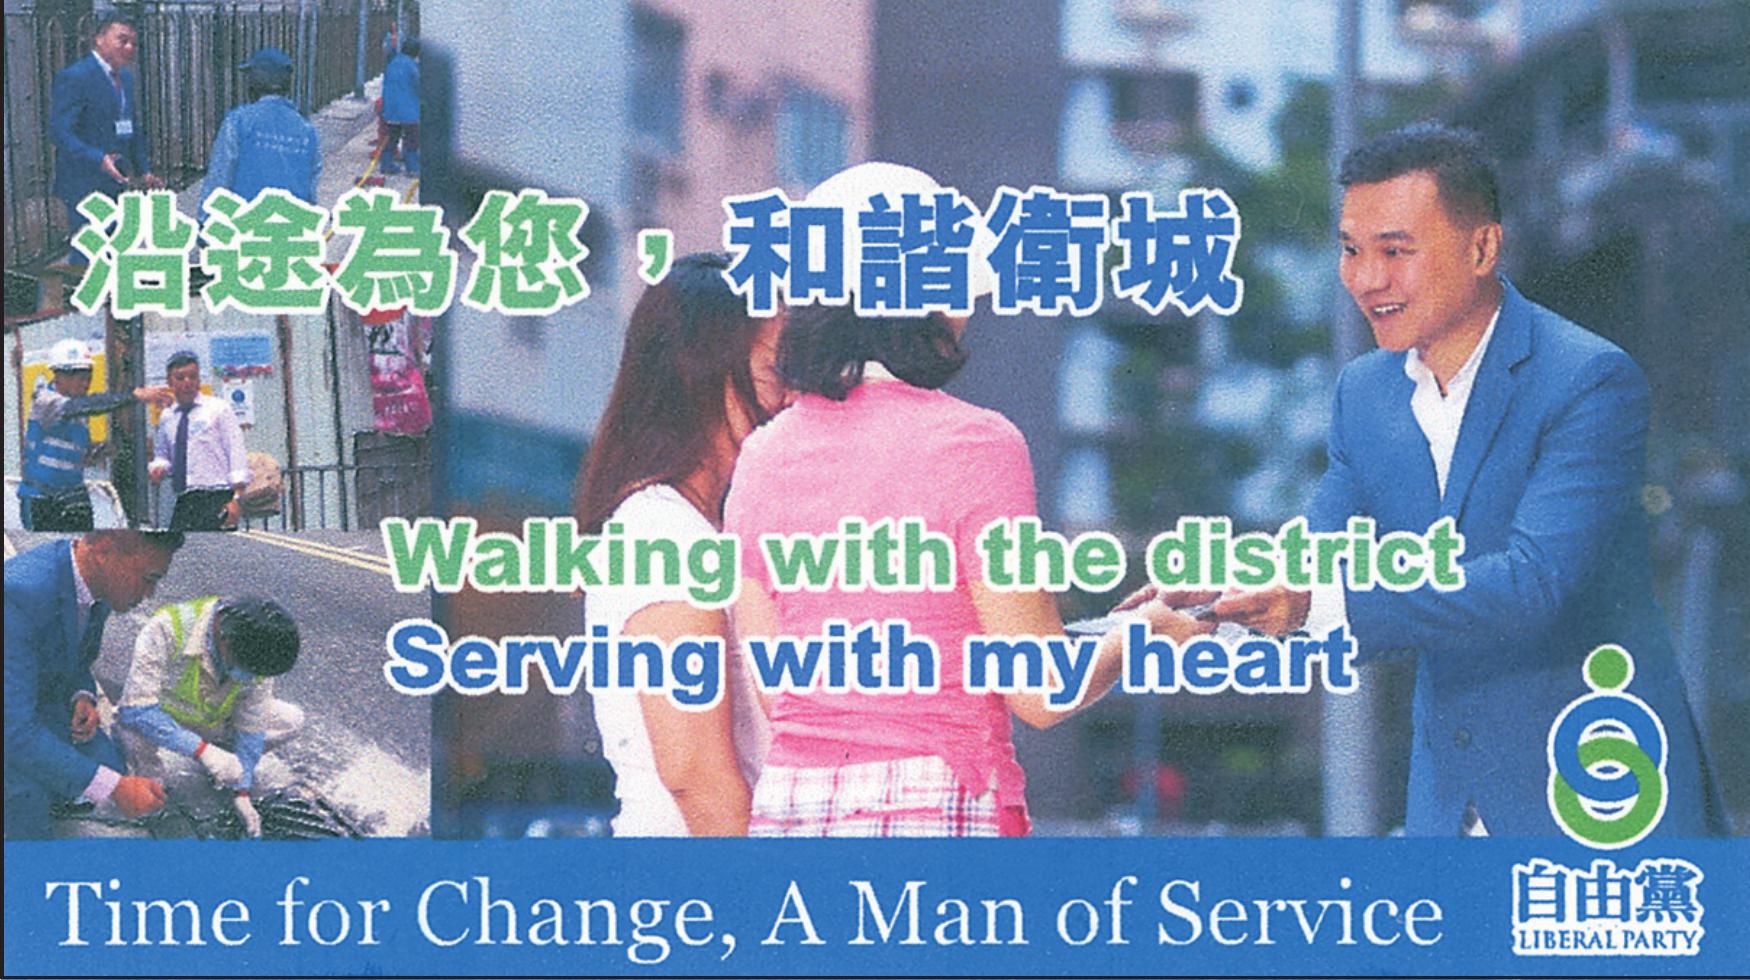 沿途為您，和諧衛城
Walking with the district
Serving with my heart
Time for Change, A Man of Service
自由黨
LIBERAL PARTY